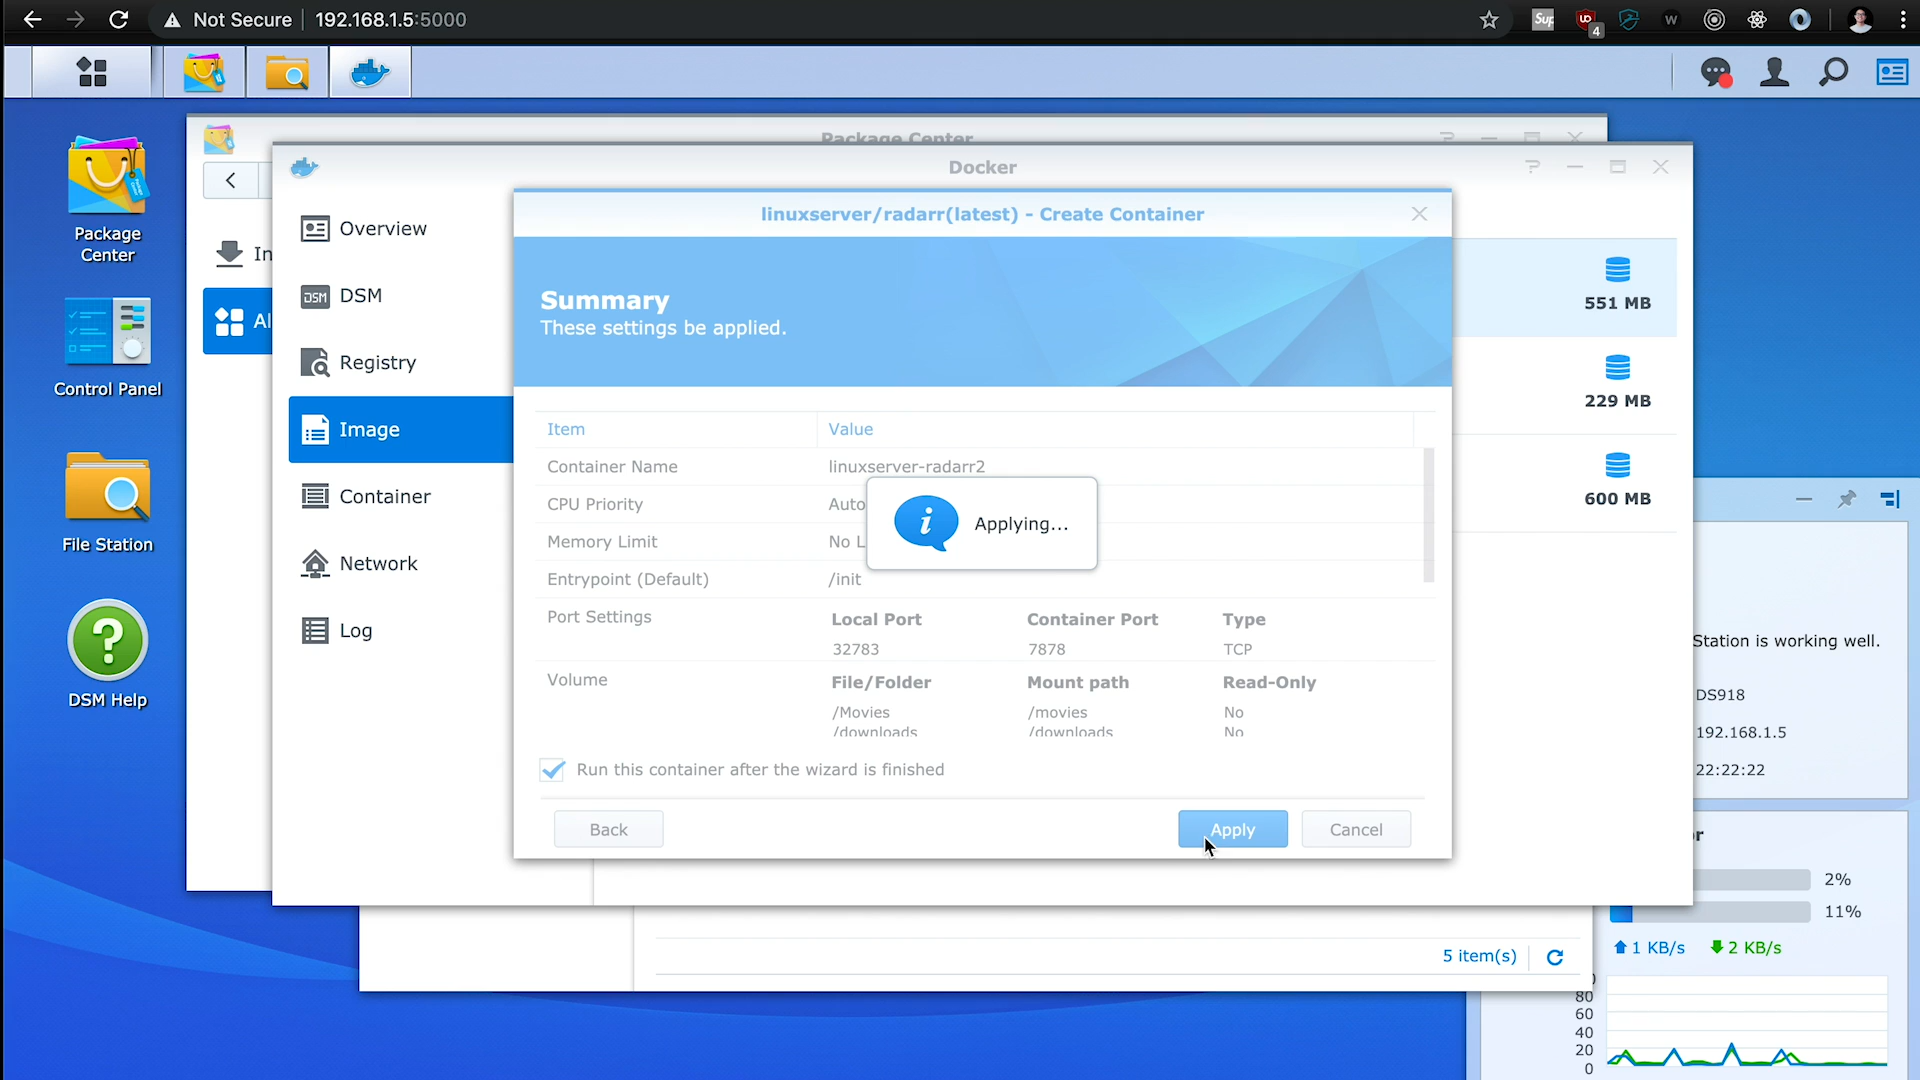 Not Secure
192.168.1.5:5000
Sup
4
W
Package Center
Docker
linuxserver/radarr(latest) - Create Container
Package
Center
Control Panel
File Station
DSM Help
In
Al
Overview
DSM
DSM
Registry
Image
Container
Network
Log
Summary
These settings be applied.
Item Value
Container Name linuxserver-radarr2
CPU Priority Auto
Memory Limit No L
Entrypoint (Default) /init
Port Settings Local Port Container Port Type
32783 7878 TCP
Volume File/Folder Mount path Read-Only
/Movies /movies No
/downloads /downloads No
Applying...
Run this container after the wizard is finished
Back Apply Cancel
551 MB
229 MB
600 MB
Station is working well.
DS918
192.168.1.5
22:22:22
r
2%
11%
1 KB/s 2 KB/s
5 item(s)
80
60
40
20
0